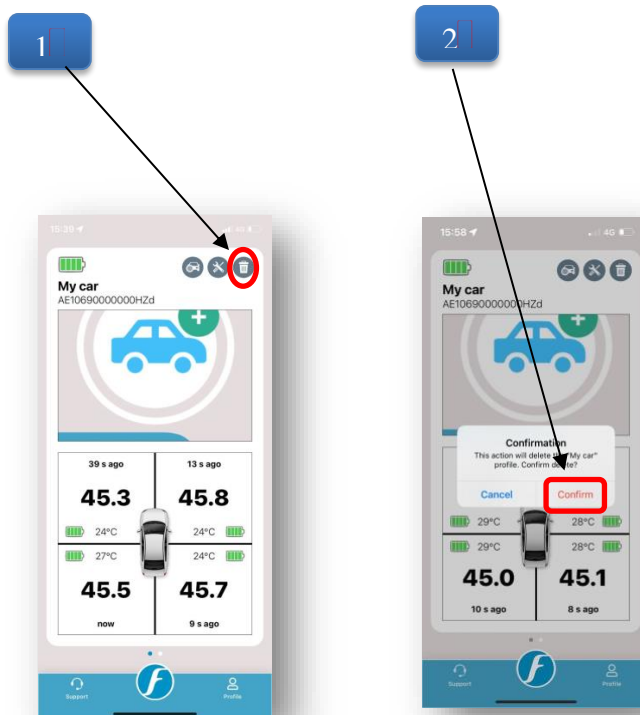 1
2
15:39
4G
My car
AE10690000000HZd
39 s ago
13 s ago
45.3
45.8
24°C
24°C
27°C
24°C
45.5
45.7
now
9 s ago
Support
Profile
15:58
4G
My car
AE10690000000HZd
Confirmation
This action will delete the "My car"
profile. Confirm delete?
Cancel
Confirm
29°C
28°C
29°C
28°C
45.0
45.1
10 s ago
8 s ago
Support
Profile